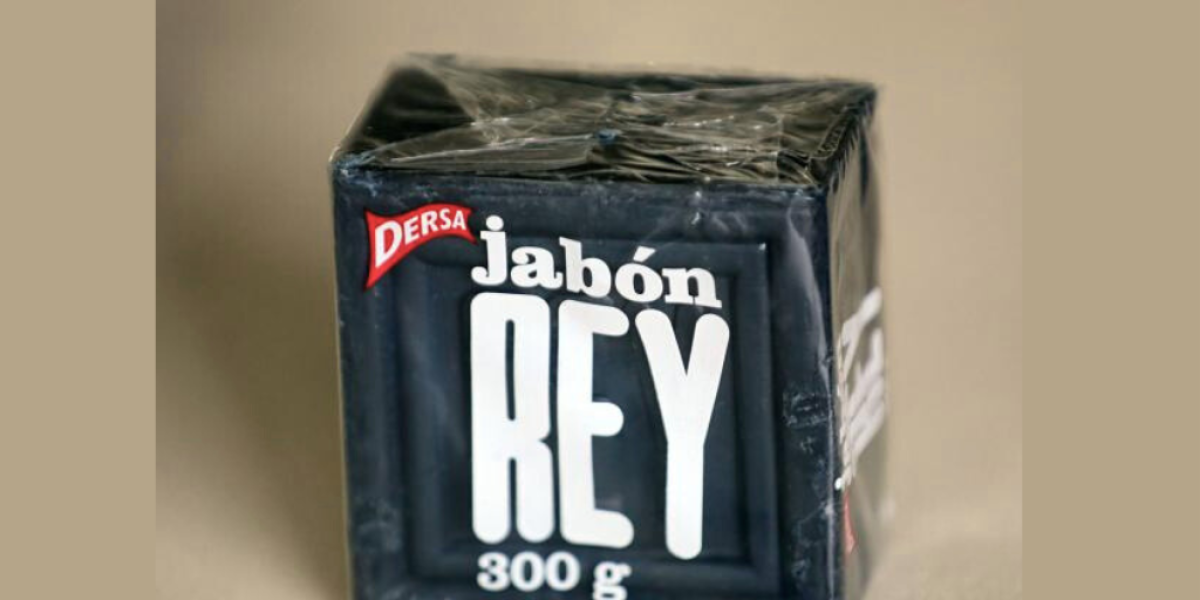 DERSA
jabón
REY
300 g